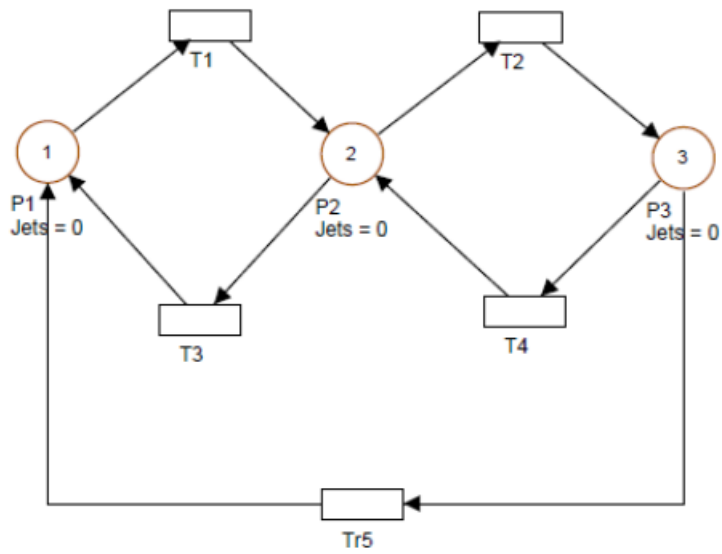 T1
T2
1
2
3
P1
Jets = 0
P2
Jets = 0
P3
Jets = 0
T3
T4
Tr5